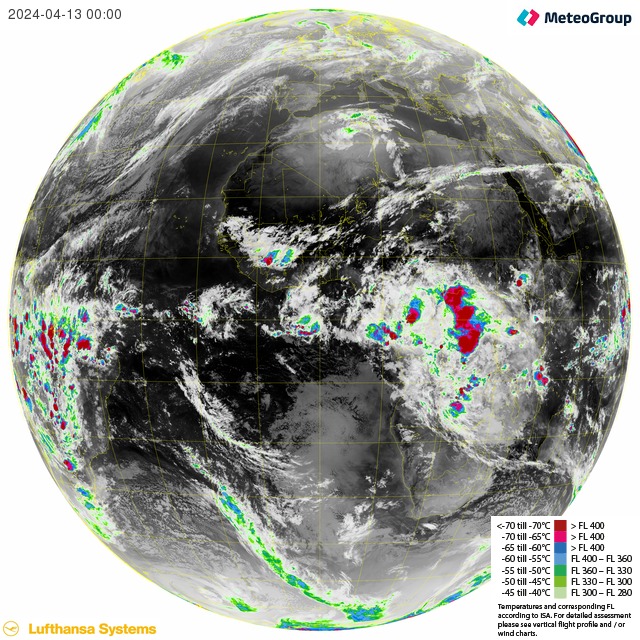 2024-04-13 00:00
MeteoGroup
<-70 till -70°C > FL 400
-70 till -65°C > FL 400
-65 till -60°C > FL 400
-60 till -55°C FL 400 – FL 360
-55 till -50°C FL 360 – FL 330
-50 till -45°C FL 330 – FL 300
-45 till -40°C FL 300 – FL 280
Temperatures and corresponding FL
according to ISA. For detailed assessment
please see vertical flight profile and / or
wind charts.
Lufthansa Systems